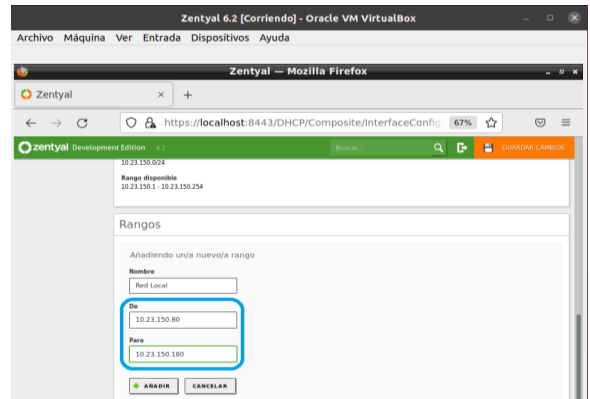 Zentyal 6.2 [Corriendo] - Oracle VM VirtualBox
Archivo Máquina Ver Entrada Dispositivos Ayuda
Zentyal — Mozilla Firefox
Zentyal
https://localhost:8443/DHCP/Composite/InterfaceConfig 67%
zentyal Development Edition 6.2 Buscar... GUARDAR CAMBIOS
10.23.150.0/24
Rango disponible
10.23.150.1 - 10.23.150.254
Rangos
Añadiendo un/a nuevo/a rango
Nombre
Red Local
De
10.23.150.80
Para
10.23.150.180
AÑADIR CANCELAR